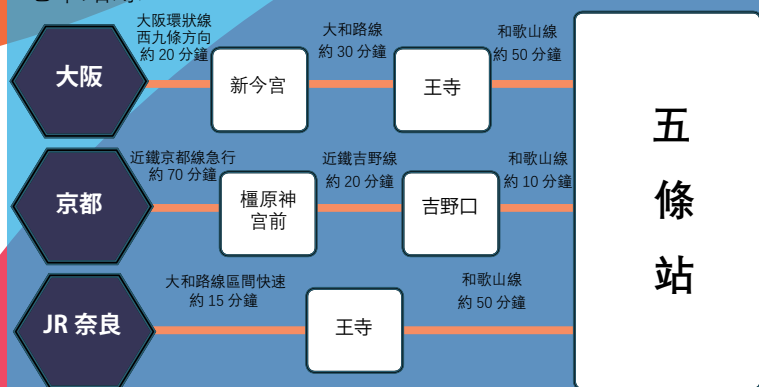 大阪環狀線
西九條方向
約 20 分鐘
大和路線
約 30 分鐘
和歌山線
約 50 分鐘
大阪
新今宮
王寺
近鐵京都線急行
約 70 分鐘
近鐵吉野線
約 20 分鐘
和歌山線
約 10 分鐘
京都
橿原神
宮前
吉野口
大和路線區間快速
約 15 分鐘
和歌山線
約 50 分鐘
JR 奈良
王寺
五
條
站